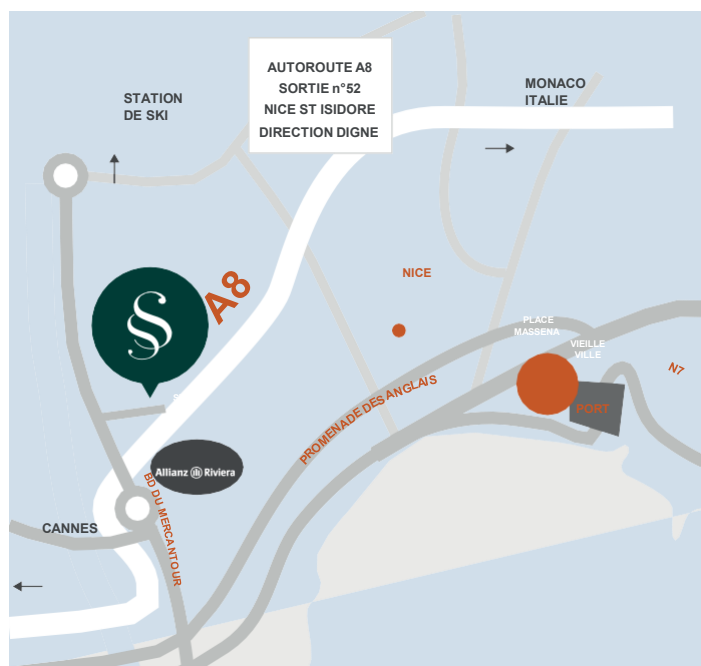 AUTOROUTE A8
SORTIE n°52
NICE ST ISIDORE
DIRECTION DIGNE
MONACO
ITALIE
STATION
DE SKI
A8
NICE
PLACE
MASSENA
VIEILLE
VILLE
N7
PORT
PROMENADE DES ANGLAIS
Allianz Riviera
BD DU MERCANTOUR
CANNES